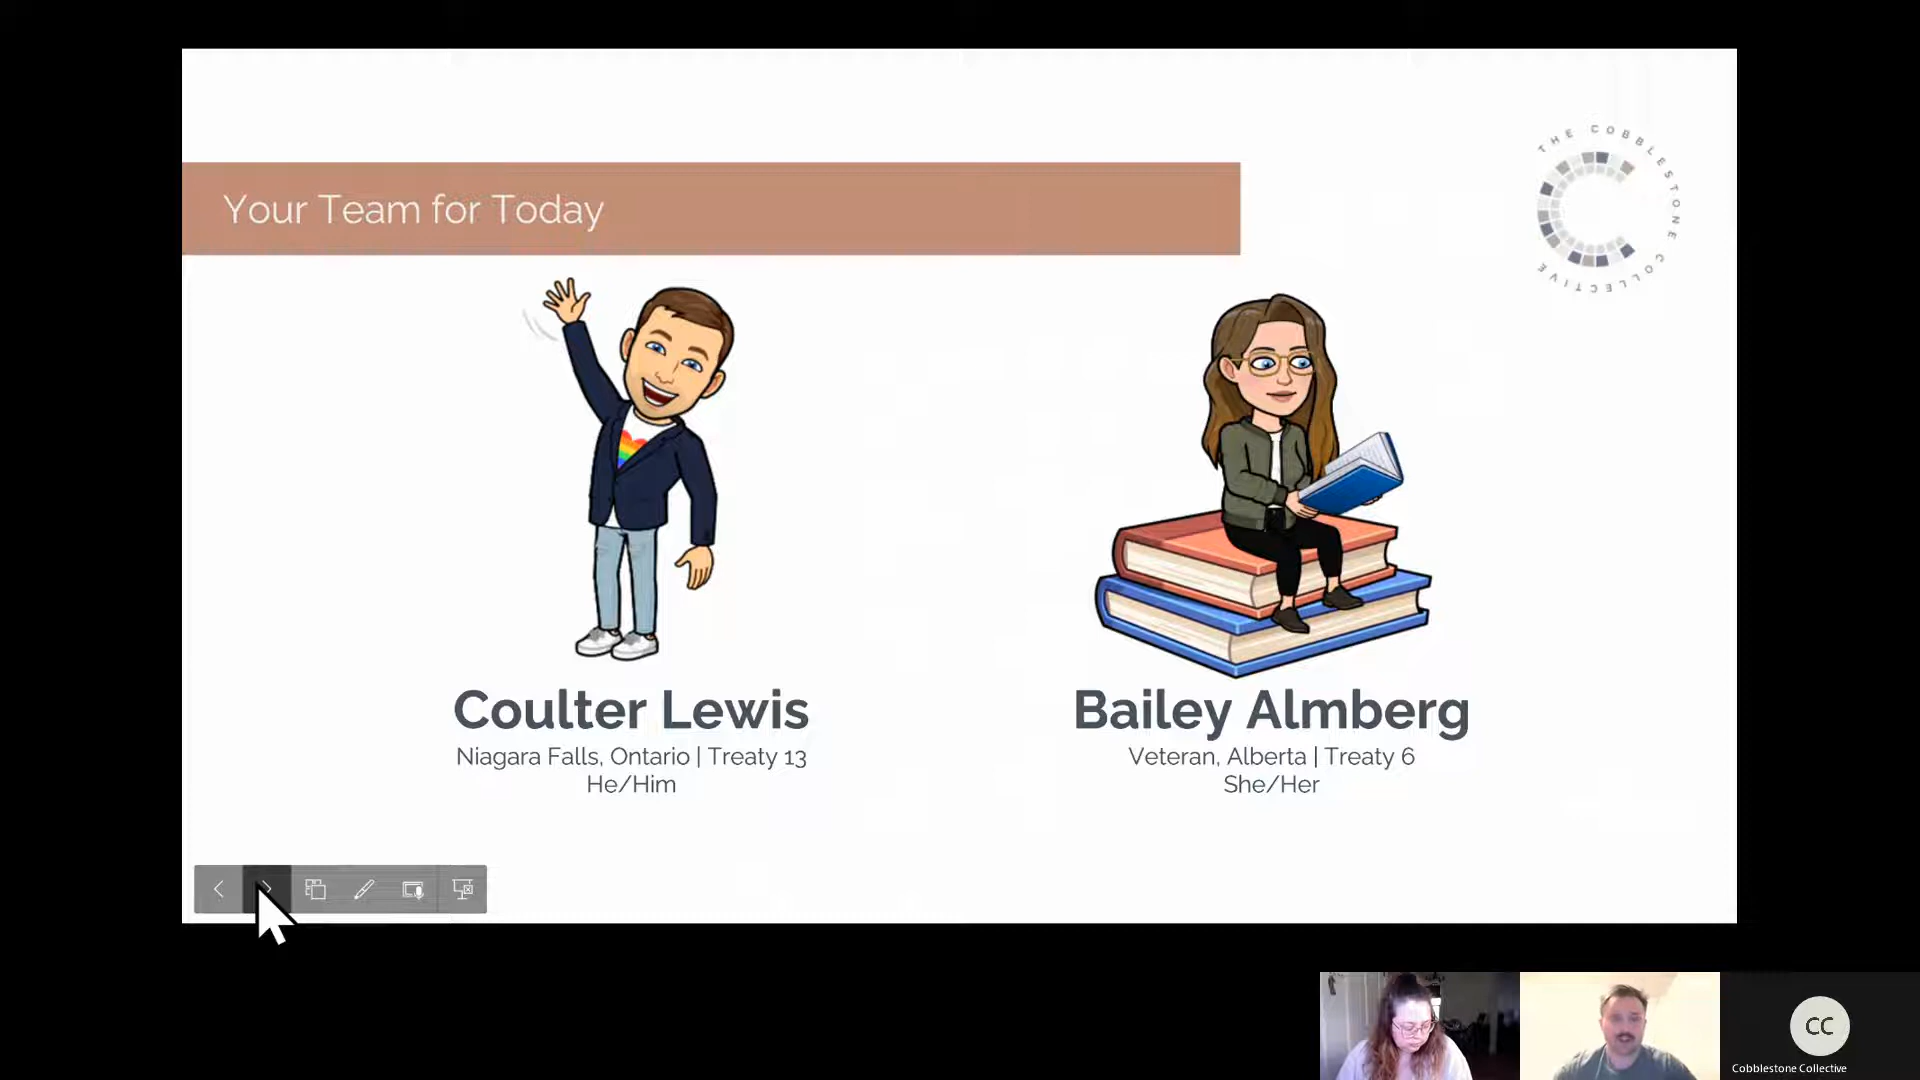 THE COBBLESTONE COLLECTIVE
Your Team for Today
Coulter Lewis
Niagara Falls, Ontario | Treaty 13
He/Him
Bailey Almberg
Veteran, Alberta | Treaty 6
She/Her
CC
Cobblestone Collective